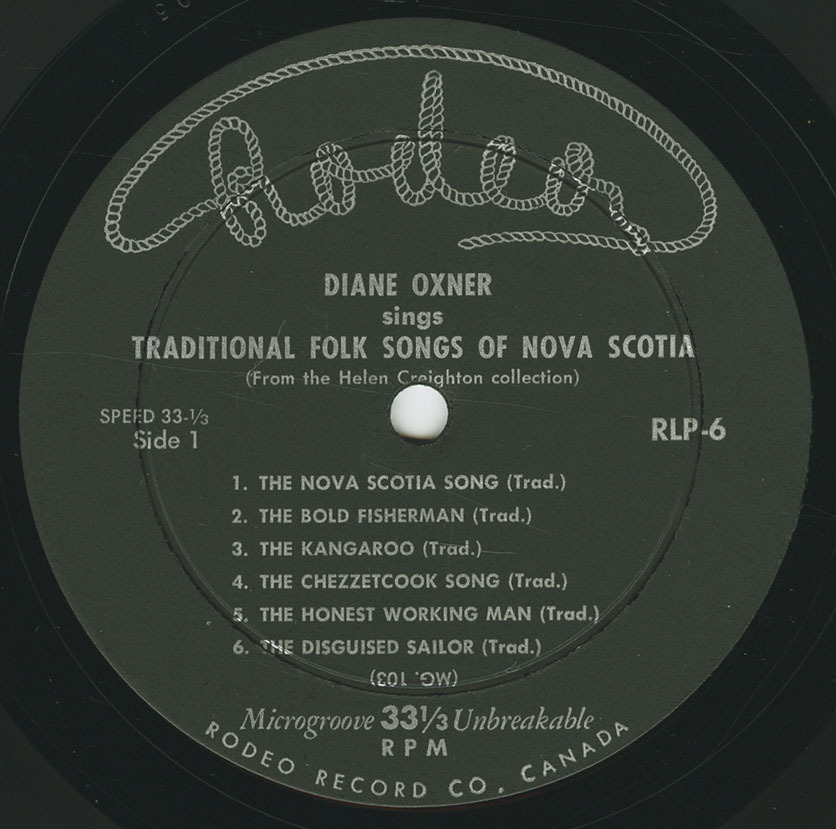 Rodeo
DIANE OXNER
sings
TRADITIONAL FOLK SONGS OF NOVA SCOTIA
(From the Helen Creighton collection)
SPEED 33-1/3
Side 1
RLP-6
1. THE NOVA SCOTIA SONG (Trad.)
2. THE BOLD FISHERMAN (Trad.)
3. THE KANGAROO (Trad.)
4. THE CHEZZETCOOK SONG (Trad.)
5. THE HONEST WORKING MAN (Trad.)
6. THE DISGUISED SAILOR (Trad.)
(MG. 103)
Microgroove 33⅓ Unbreakable
RPM
RODEO RECORD CO. CANADA